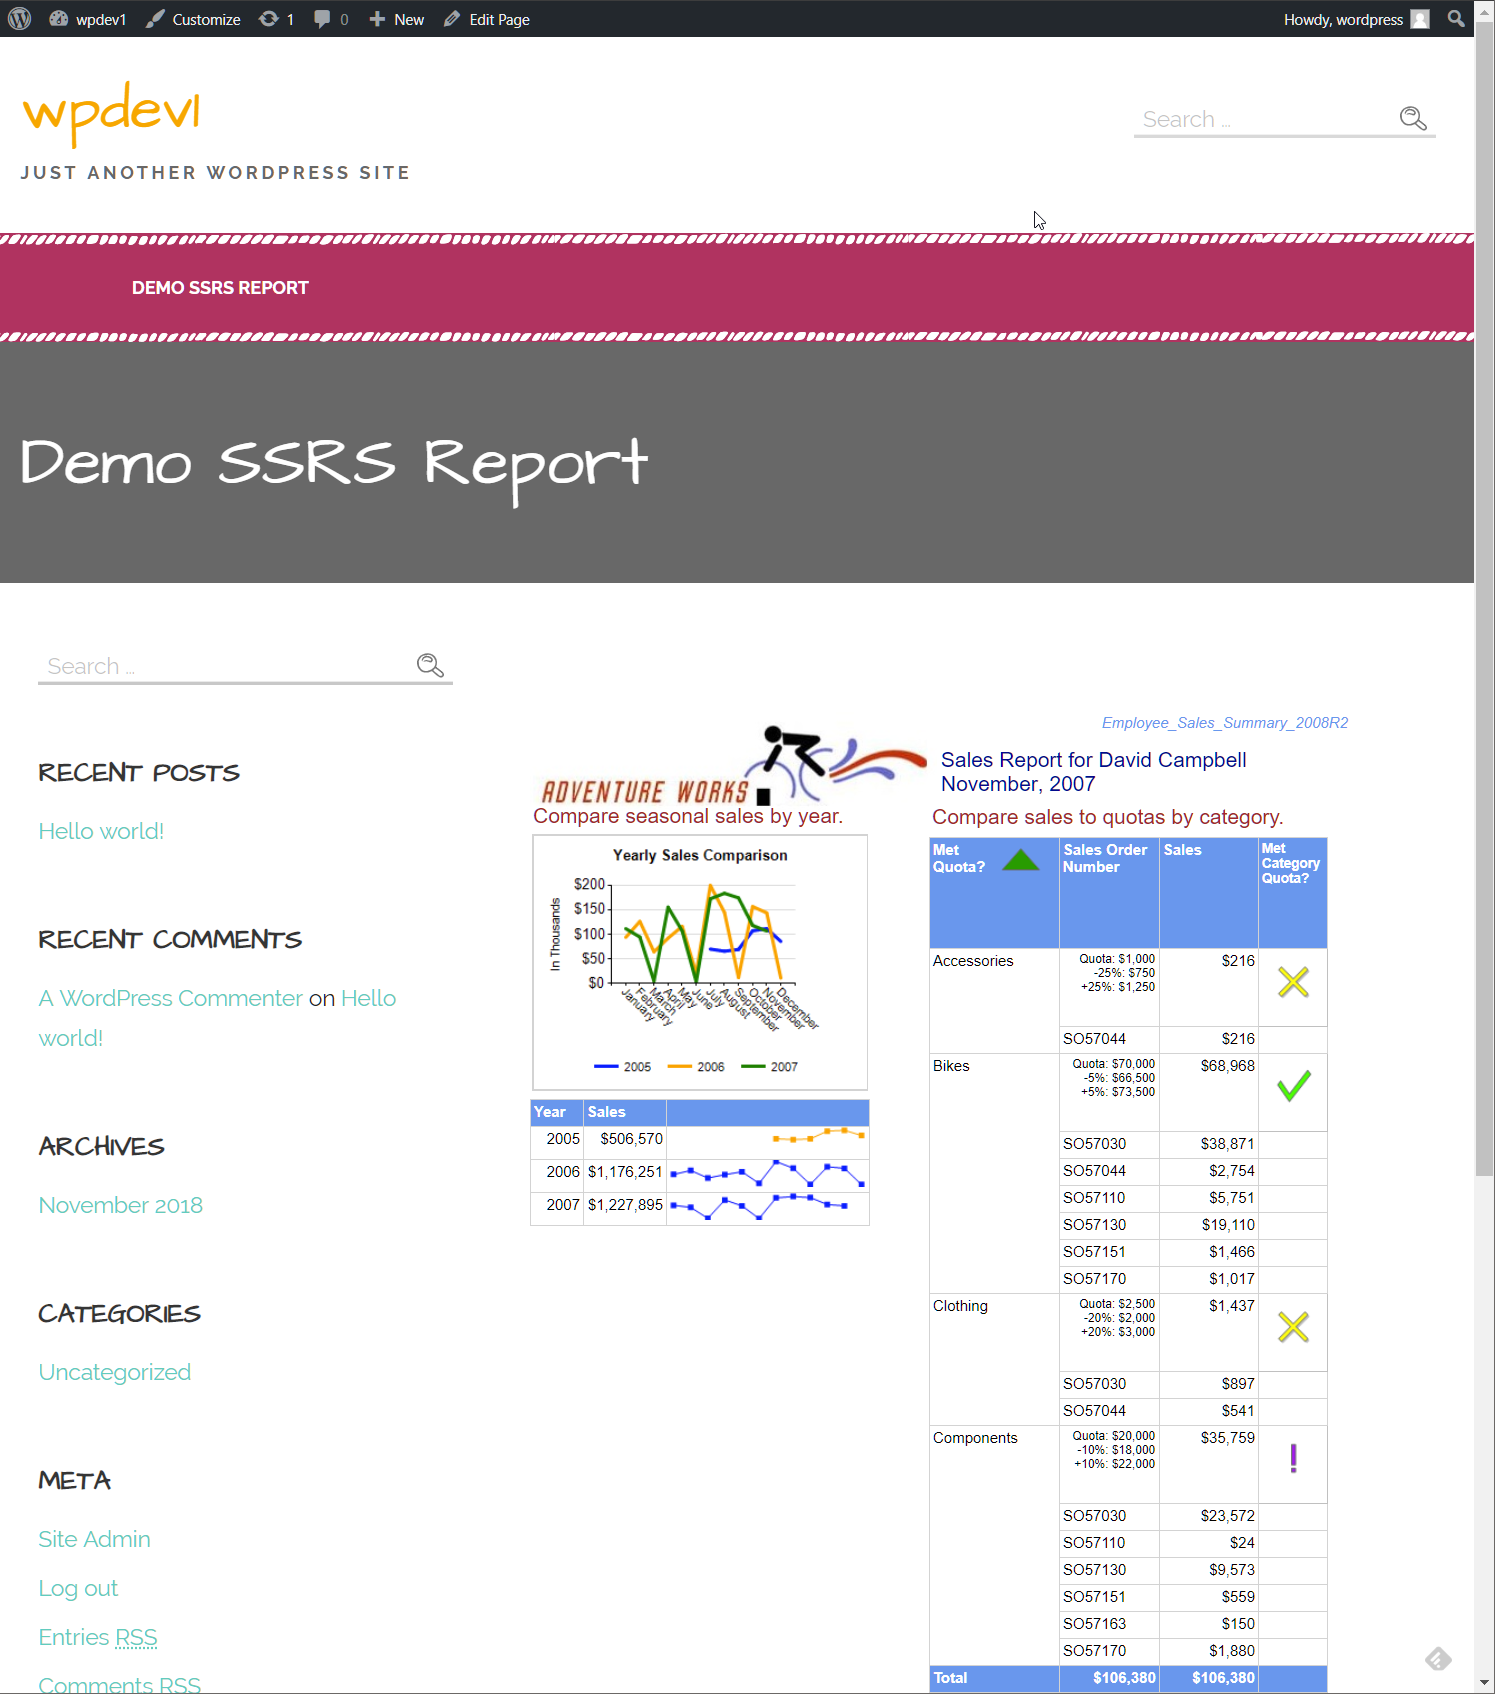 wpdev1 Customize 1 0 New Edit Page Howdy, wordpress
wpdev1
JUST ANOTHER WORDPRESS SITE
Search ...
DEMO SSRS REPORT
Demo SSRS Report
Search ...
RECENT POSTS
Hello world!
RECENT COMMENTS
A WordPress Commenter on Hello
world!
ARCHIVES
November 2018
CATEGORIES
Uncategorized
META
Site Admin
Log out
Entries RSS
Comments RSS
ADVENTURE WORKS
Compare seasonal sales by year.
Yearly Sales Comparison
In Thousands
$200
$150
$100
$50
$0
January
February
March
April
May
June
July
August
September
October
November
December
2005 2006 2007
Year Sales
2005 $506,570
2006 $1,176,251
2007 $1,227,895
Employee_Sales_Summary_2008R2
Sales Report for David Campbell
November, 2007
Compare sales to quotas by category.
Met Quota? Sales Order Number Sales Met Category Quota?
Accessories Quota: $1,000 $216
-25%: $750
+25%: $1,250
SO57044 $216
Bikes Quota: $70,000 $68,968
-5%: $66,500
+5%: $73,500
SO57030 $38,871
SO57044 $2,754
SO57110 $5,751
SO57130 $19,110
SO57151 $1,466
SO57170 $1,017
Clothing Quota: $2,500 $1,437
-20%: $2,000
+20%: $3,000
SO57030 $897
SO57044 $541
Components Quota: $20,000 $35,759
-10%: $18,000
+10%: $22,000
SO57030 $23,572
SO57110 $24
SO57130 $9,573
SO57151 $559
SO57163 $150
SO57170 $1,880
Total $106,380 $106,380